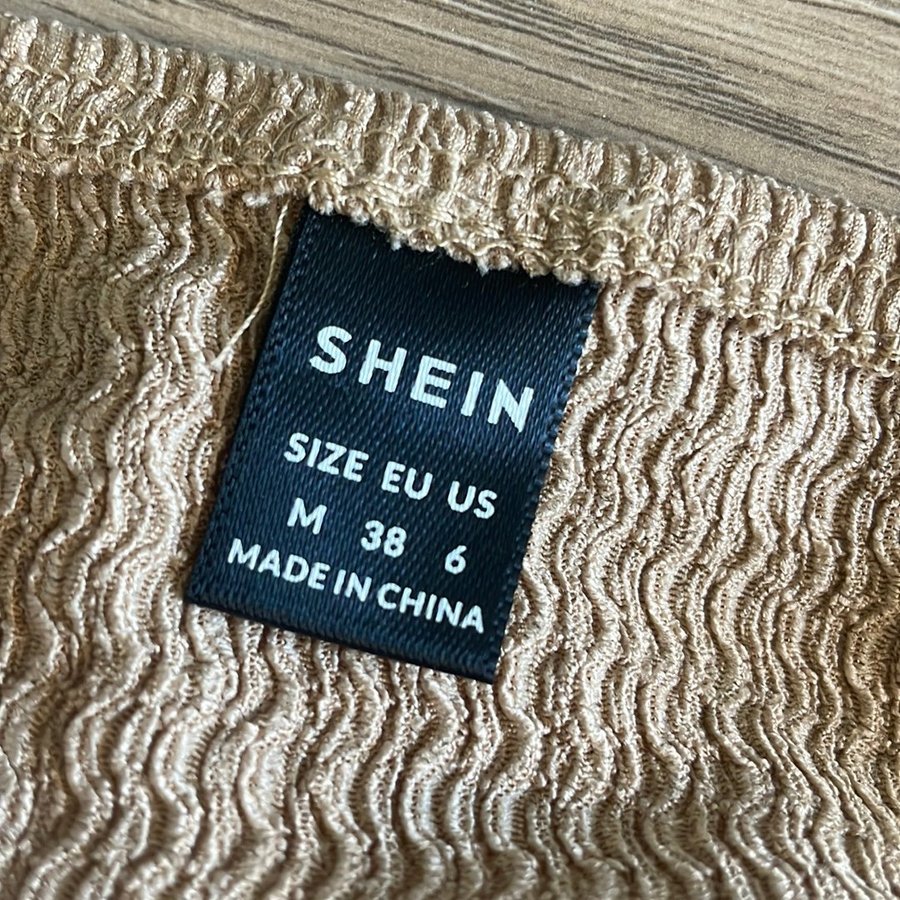 SHEIN
SIZE EU US
M 38 6
MADE IN CHINA